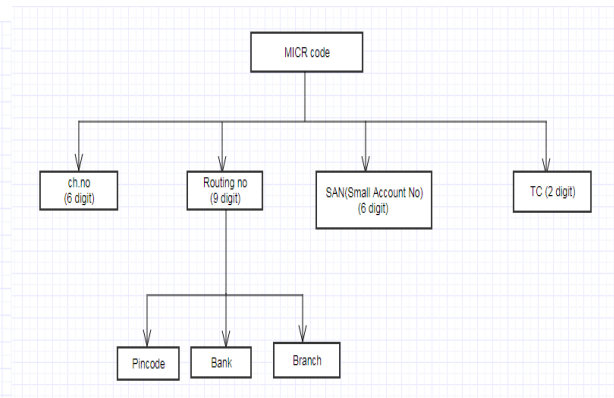 MICR code
ch.no
(6 digit)
Routing no
(9 digit)
SAN(Small Account No)
(6 digit)
TC (2 digit)
Pincode
Bank
Branch